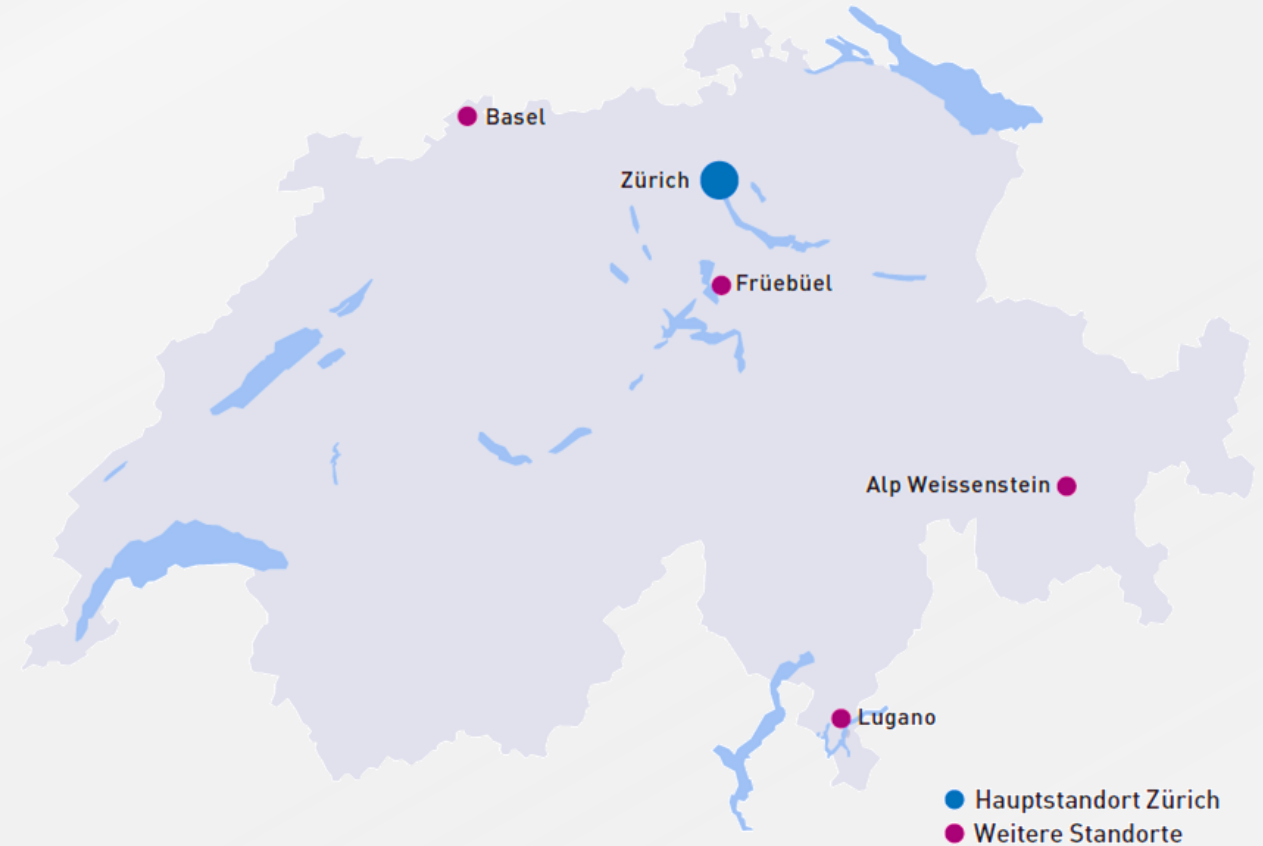 Basel
Zürich
Früebüel
Alp Weissenstein
Lugano
Hauptstandort Zürich
Weitere Standorte